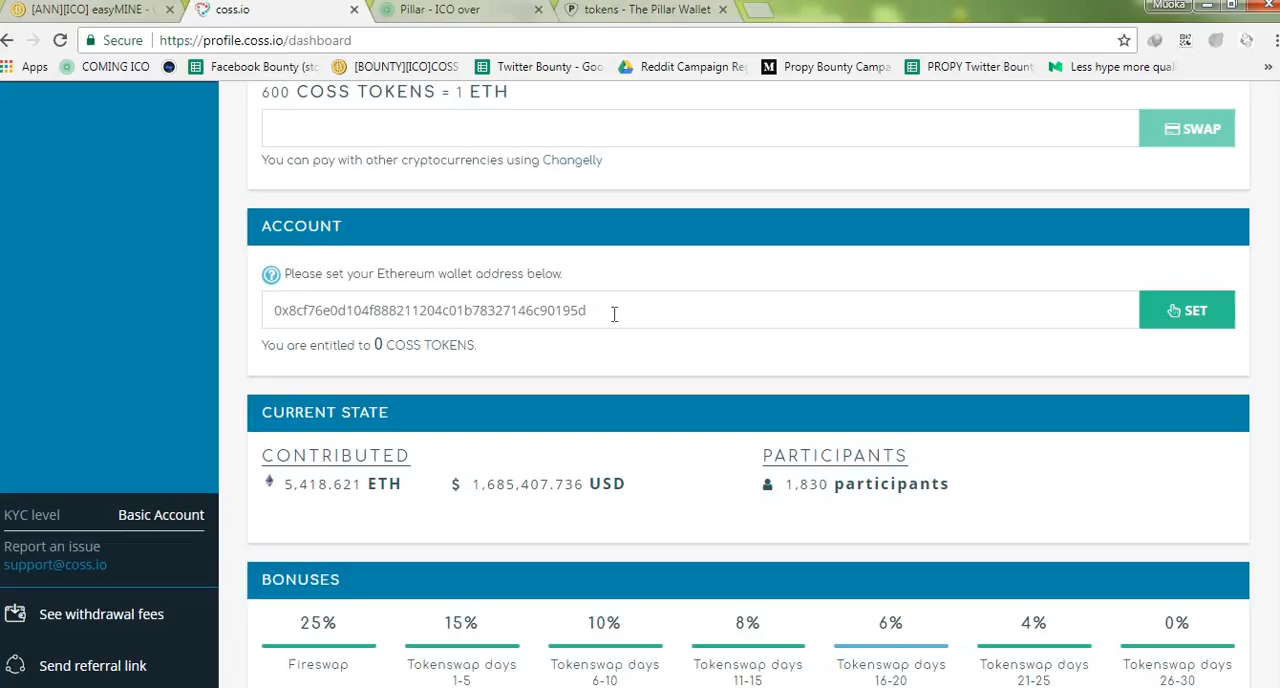 [ANN][ICO] easyMINE -
coss.io
Pillar - ICO over
tokens - The Pillar Wallet
Muoka
Secure
https://profile.coss.io/dashboard
Apps
COMING ICO
Facebook Bounty (sto
[BOUNTY][ICO]COSS
Twitter Bounty - Goo
Reddit Campaign Re
Propy Bounty Campa
PROPY Twitter Bount
Less hype more qual
»
600 COSS TOKENS = 1 ETH
SWAP
You can pay with other cryptocurrencies using Changelly
ACCOUNT
Please set your Ethereum wallet address below.
0x8cf76e0d104f888211204c01b78327146c90195d
SET
You are entitled to 0 COSS TOKENS.
CURRENT STATE
CONTRIBUTED
5,418.621 ETH
$ 1,685,407.736 USD
PARTICIPANTS
1,830 participants
KYC level
Basic Account
Report an issue
support@coss.io
See withdrawal fees
Send referral link
BONUSES
25%
15%
10%
8%
6%
4%
0%
Fireswap
Tokenswap days
1-5
Tokenswap days
6-10
Tokenswap days
11-15
Tokenswap days
16-20
Tokenswap days
21-25
Tokenswap days
26-30